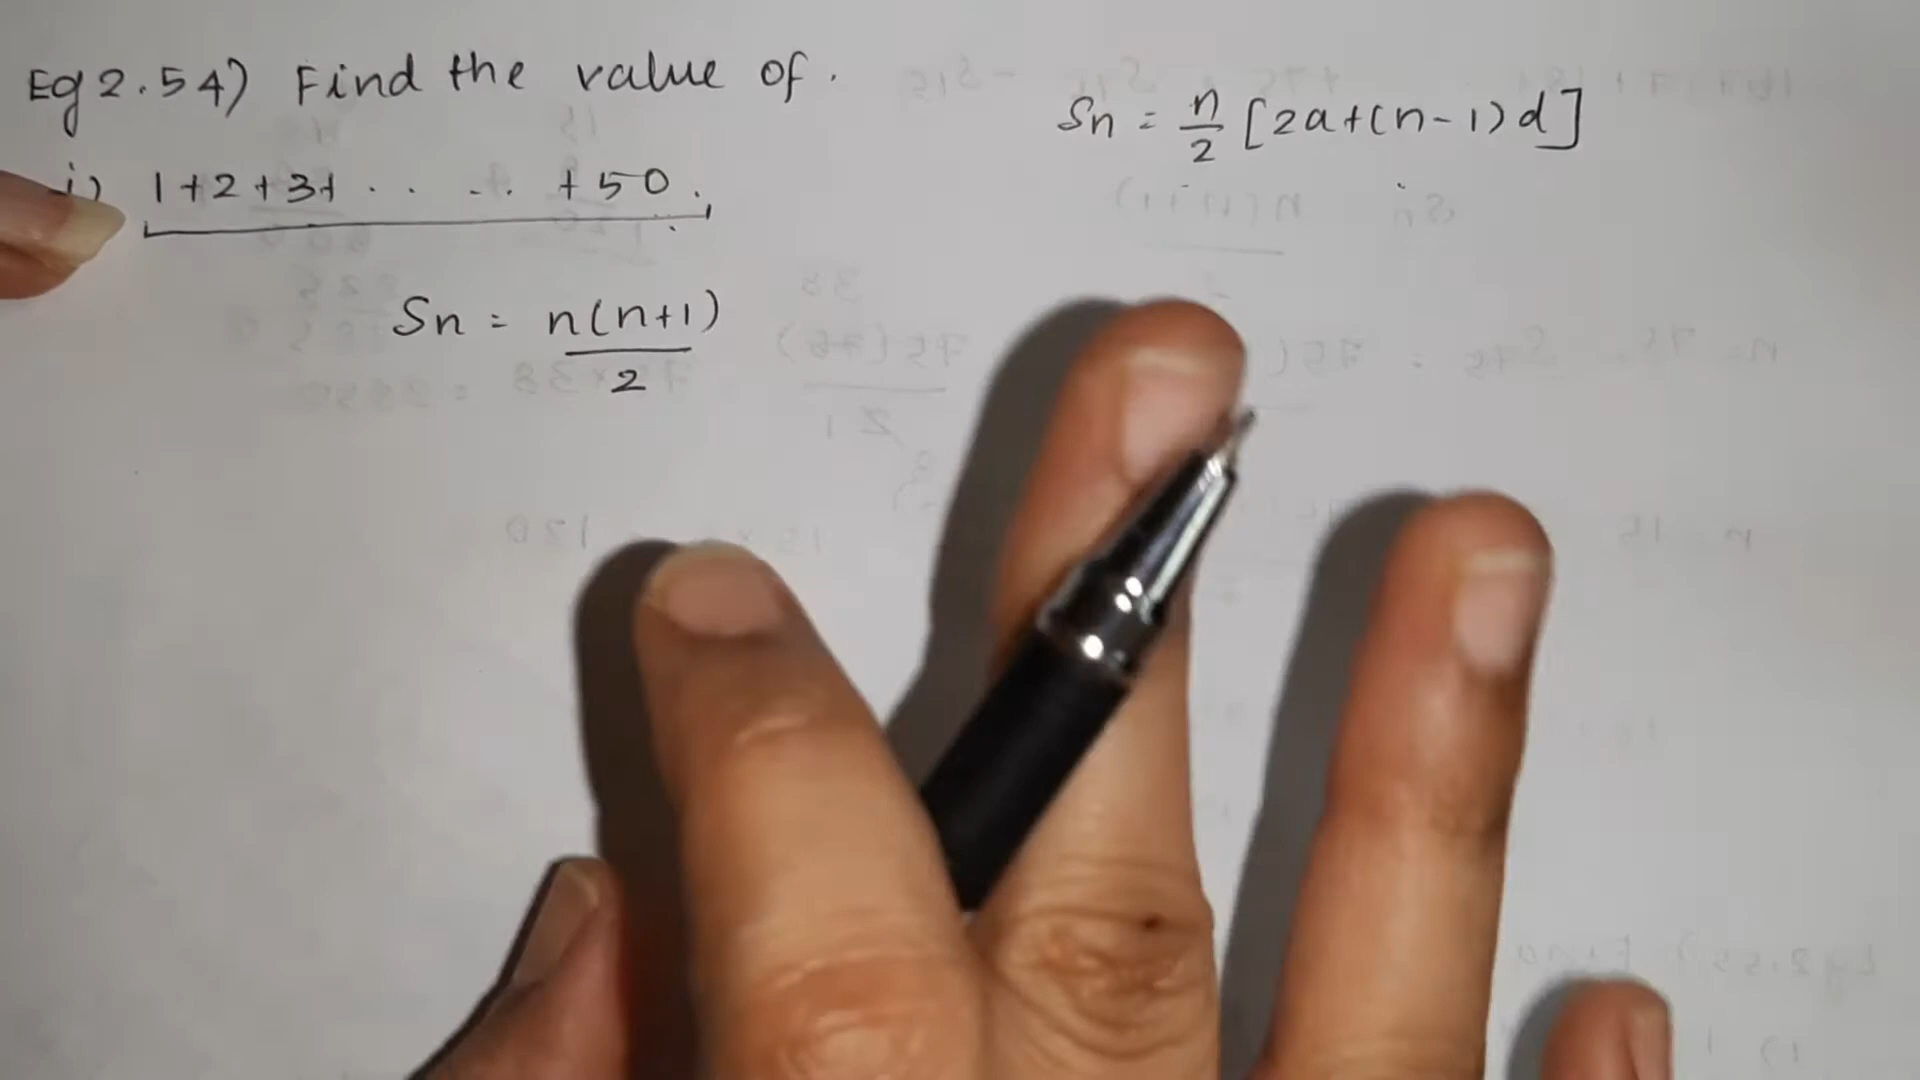 Eg 2.54) Find the value of.
Sn = n/2 [2a+(n-1)d]
i) 1+2+3+ . . - .. +50.
Sn = n(n+1)
2